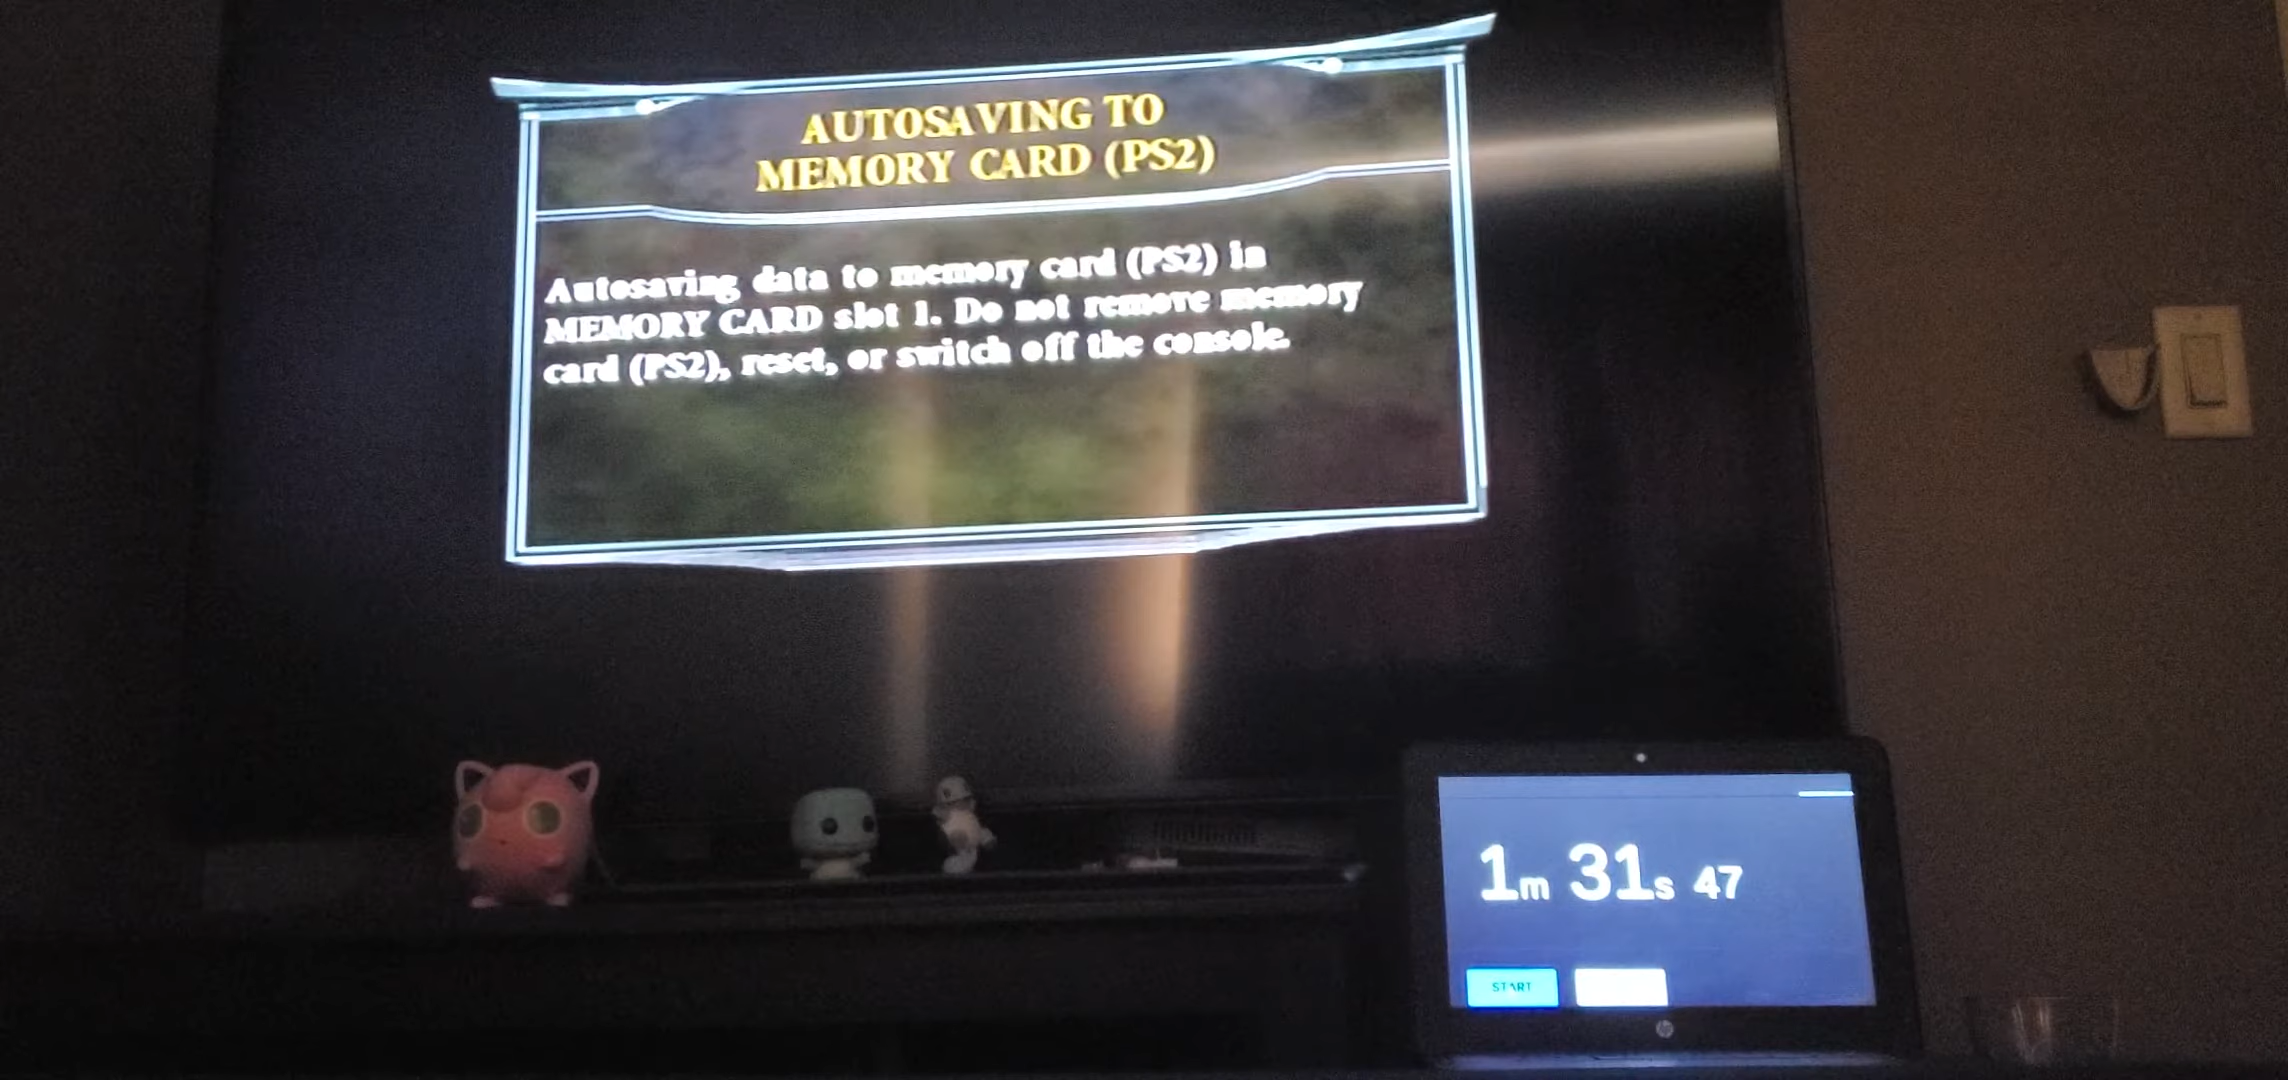 AUTOSAVING TO
MEMORY CARD (PS2)
Autosaving data to memory card (PS2) in
MEMORY CARD slot 1. Do not remove memory
card (PS2), reset, or switch off the console.
1m 31s 47
START
hp